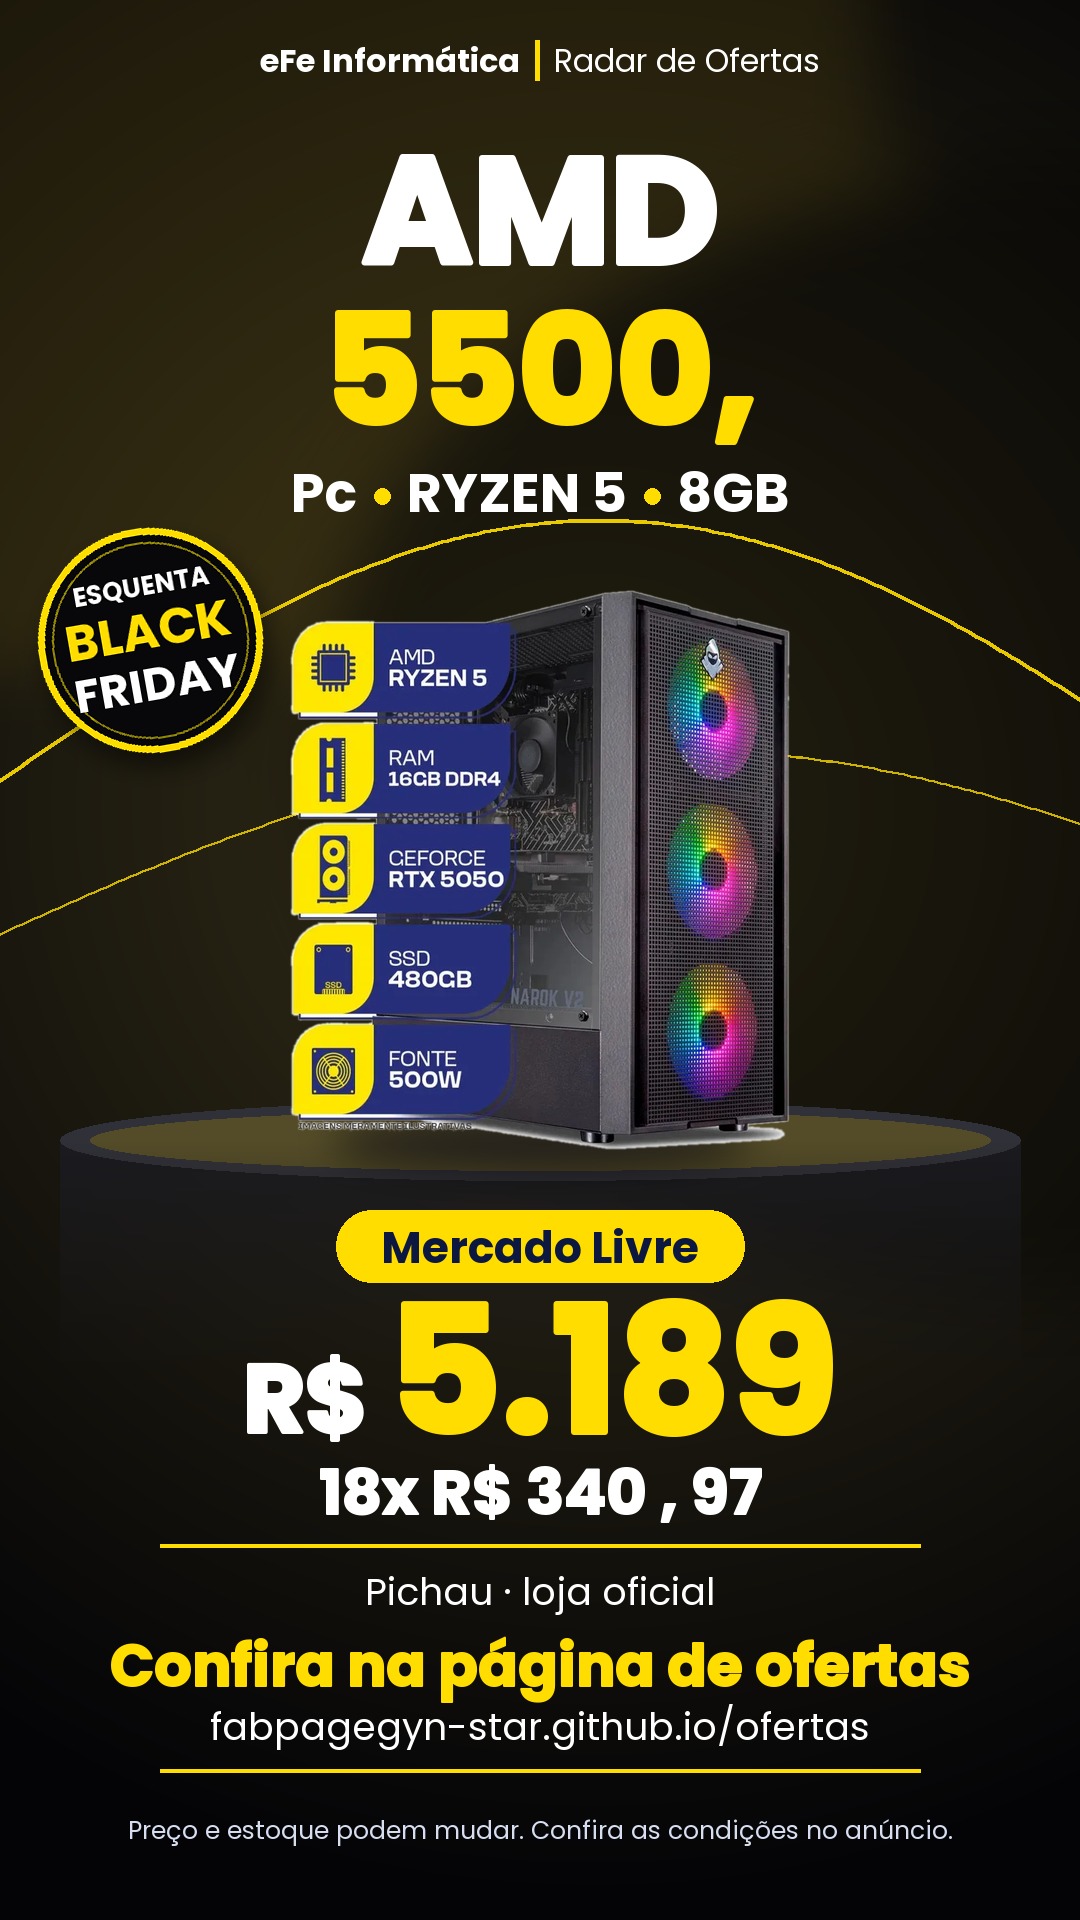 eFe Informática | Radar de Ofertas
AMD
5500,
Pc • RYZEN 5 • 8GB
ESQUENTA
BLACK
FRIDAY
AMD
RYZEN 5
RAM
16GB DDR4
GEFORCE
RTX 5050
SSD
SSD
480GB
NAROK V2
FONTE
500W
IMAGENS MERAMENTE ILUSTRATIVAS
Mercado Livre
R$ 5.189
18x R$ 340 , 97
Pichau · loja oficial
Confira na página de ofertas
fabpagegyn-star.github.io/ofertas
Preço e estoque podem mudar. Confira as condições no anúncio.